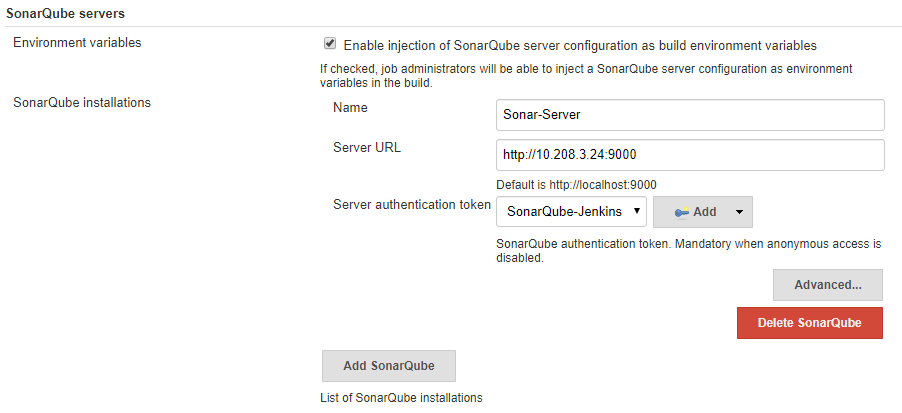 SonarQube servers
Environment variables
Enable injection of SonarQube server configuration as build environment variables
If checked, job administrators will be able to inject a SonarQube server configuration as environment
variables in the build.
SonarQube installations
Name
Sonar-Server
Server URL
http://10.208.3.24:9000
Default is http://localhost:9000
Server authentication token
SonarQube-Jenkins
Add
SonarQube authentication token. Mandatory when anonymous access is
disabled.
Advanced...
Delete SonarQube
Add SonarQube
List of SonarQube installations